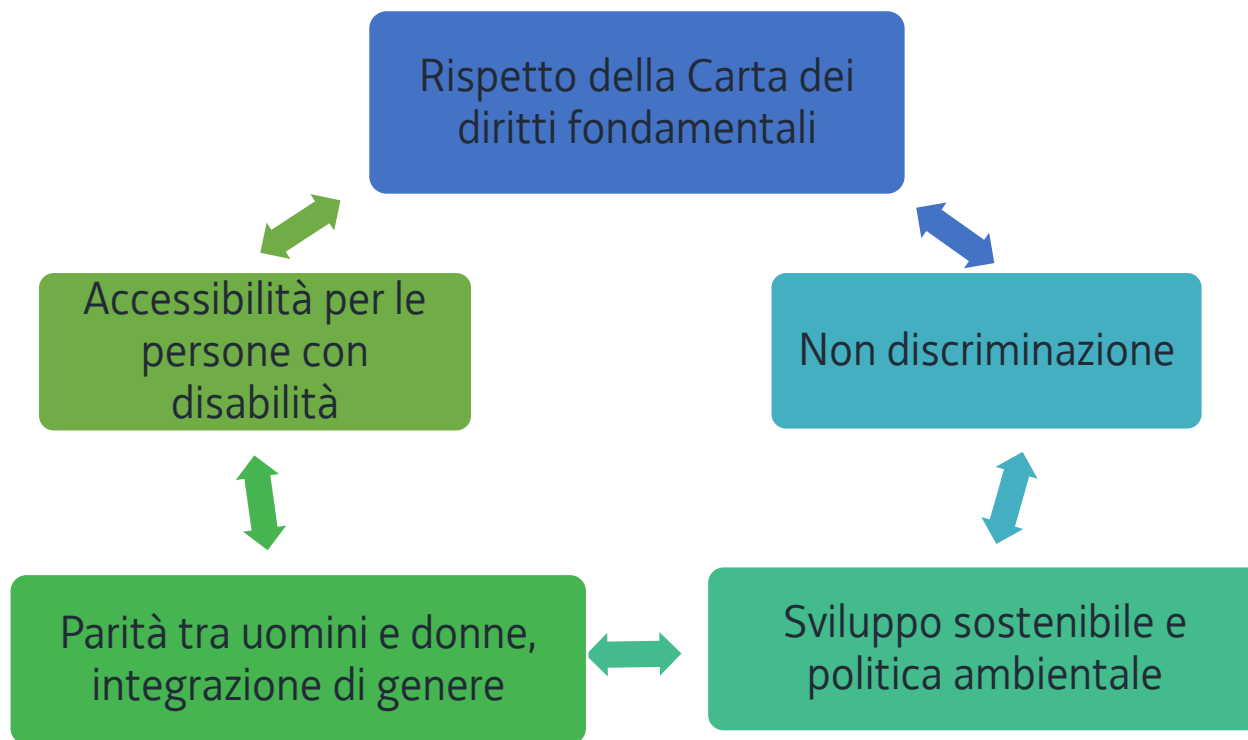 Rispetto della Carta dei
diritti fondamentali
Accessibilità per le
persone con
disabilità
Non discriminazione
Parità tra uomini e donne,
integrazione di genere
Sviluppo sostenibile e
politica ambientale